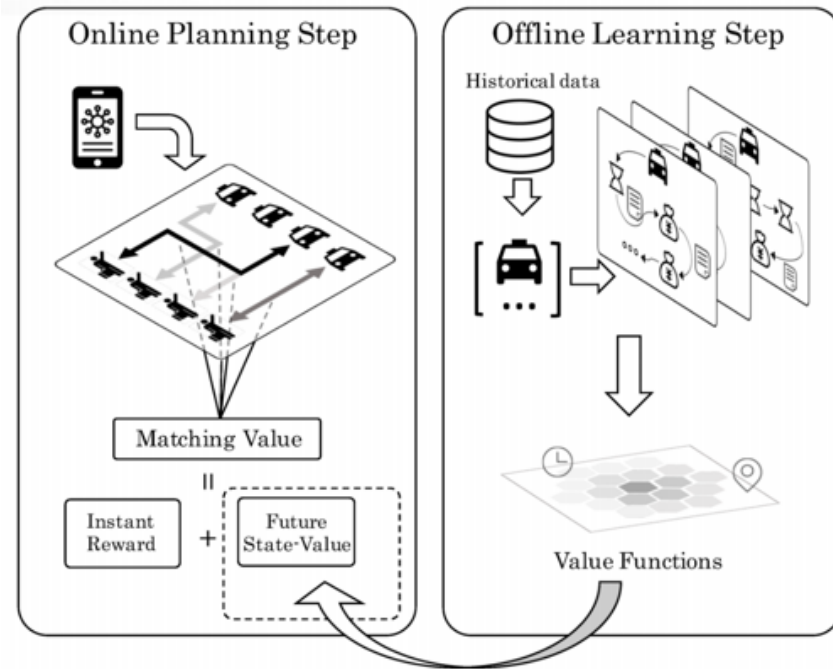 Online Planning Step
Matching Value
=
Instant
Reward
+
Future
State-Value
Offline Learning Step
Historical data
[ ... ]
Value Functions